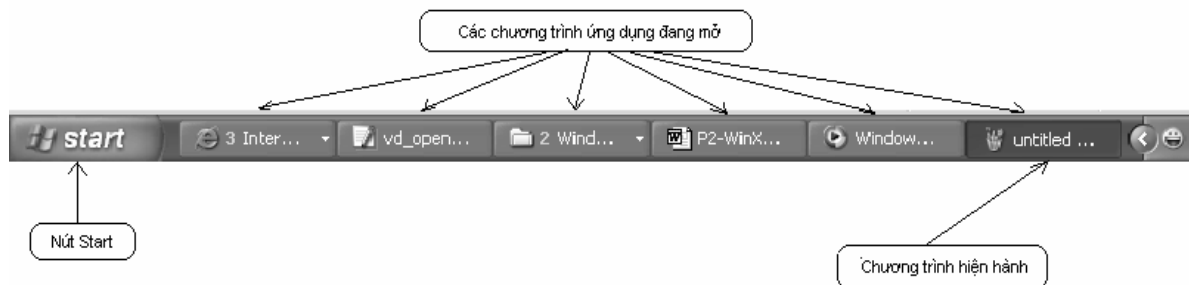 Các chương trình ứng dụng đang mở
start
3 Inter...
vd_open...
2 Wind...
P2-WinX...
Window...
untitled ...
Nút Start
Chương trình hiện hành